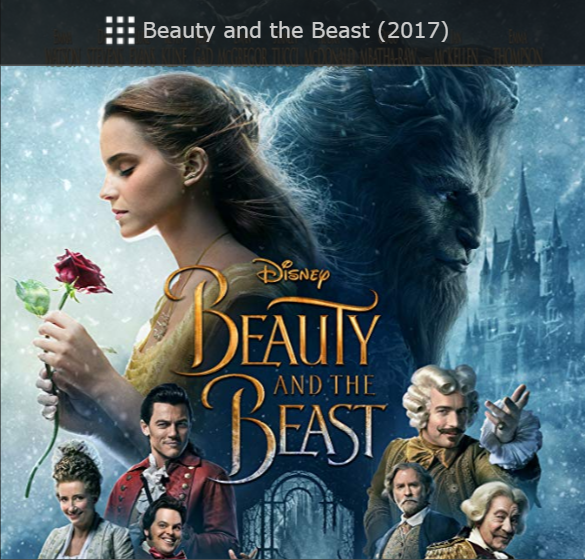 Beauty and the Beast (2017)
Disney
BEAUTY
AND THE
BEAST